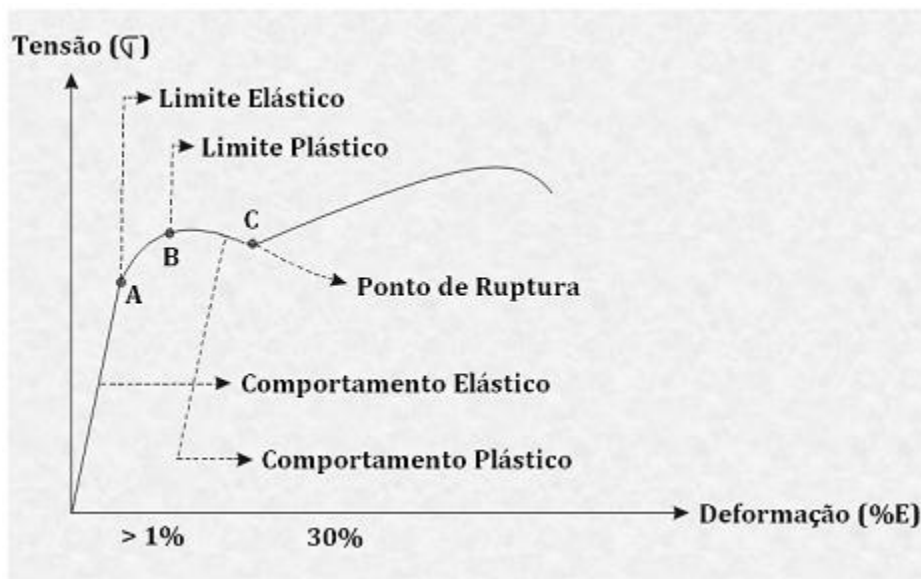 Tensão (σ)
Limite Elástico
Limite Plástico
C
B
A
Ponto de Ruptura
Comportamento Elástico
Comportamento Plástico
Deformação (%E)
> 1% 30%